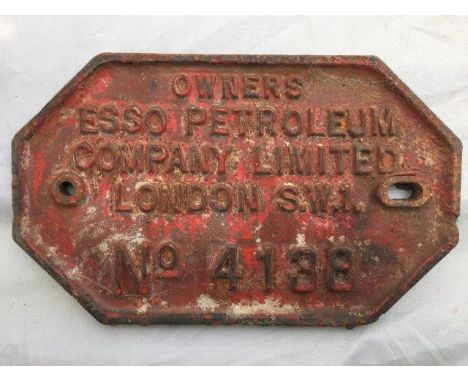 OWNERS
ESSO PETROLEUM
COMPANY LIMITED
LONDON S.W.1.
Nº 4138